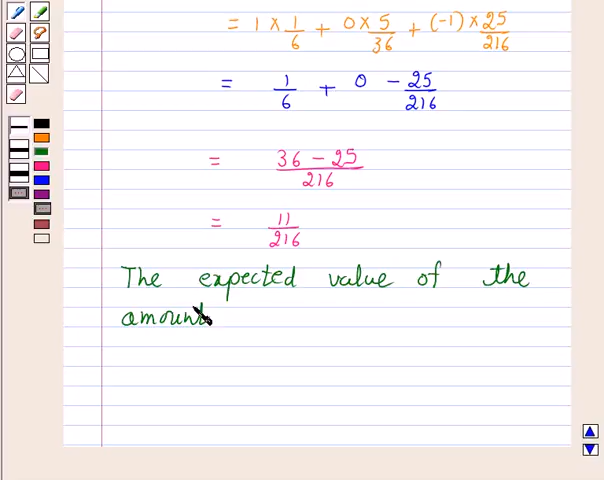 = 1 × 1/6 + 0 × 5/36 + (-1) × 25/216
= 1/6 + 0 - 25/216
= 36 - 25/216
= 11/216
The expected value of the
amount